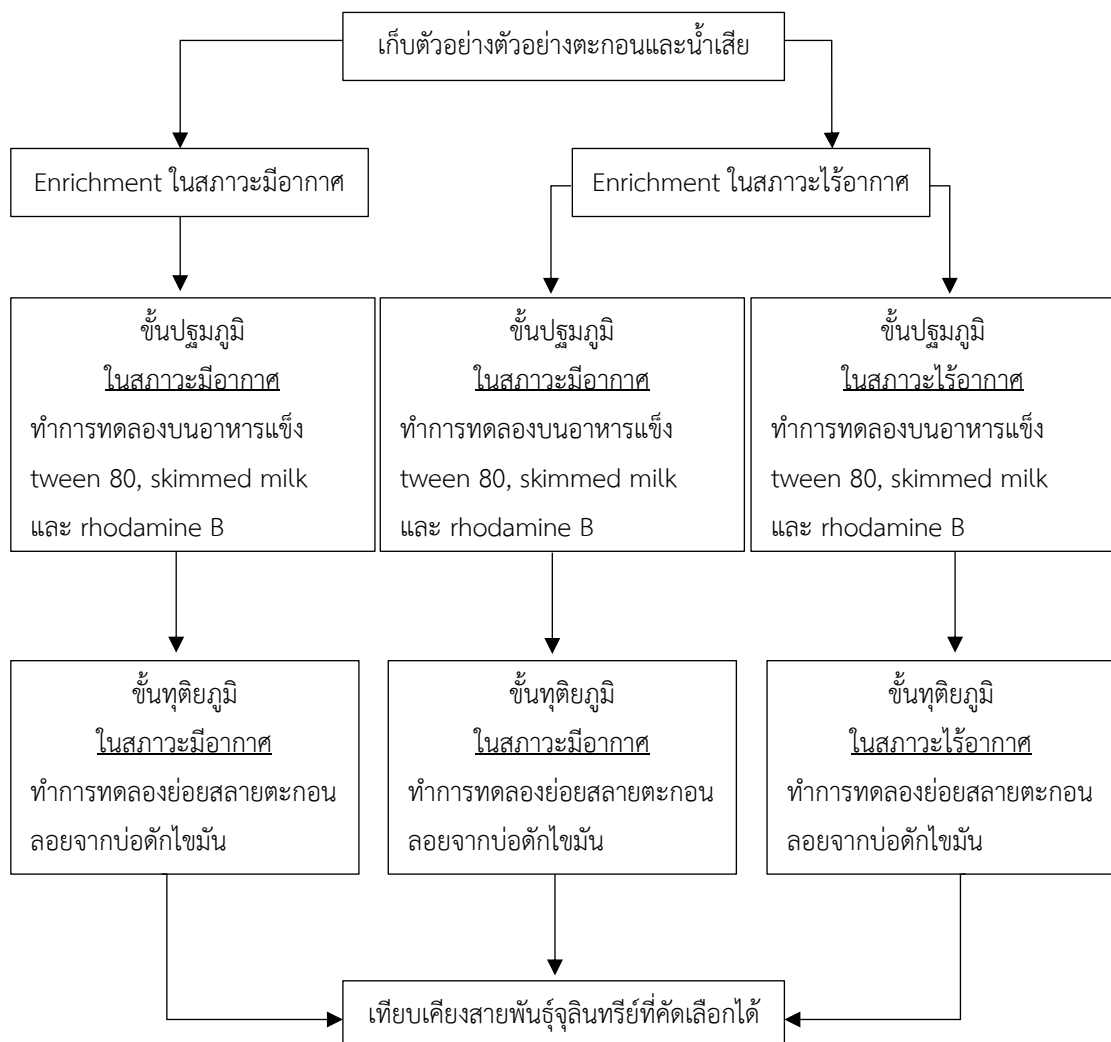 เก็บตัวอย่างตัวอย่างตะกอนและน้ำเสีย
Enrichment ในสภาวะมีอากาศ
Enrichment ในสภาวะไร้อากาศ
ขั้นปฐมภูมิ
ในสภาวะมีอากาศ
ทำการทดลองบนอาหารแข็ง
tween 80, skimmed milk
และ rhodamine B
ขั้นปฐมภูมิ
ในสภาวะมีอากาศ
ทำการทดลองบนอาหารแข็ง
tween 80, skimmed milk
และ rhodamine B
ขั้นปฐมภูมิ
ในสภาวะไร้อากาศ
ทำการทดลองบนอาหารแข็ง
tween 80, skimmed milk
และ rhodamine B
ขั้นทุติยภูมิ
ในสภาวะมีอากาศ
ทำการทดลองย่อยสลายตะกอน
ลอยจากบ่อดักไขมัน
ขั้นทุติยภูมิ
ในสภาวะมีอากาศ
ทำการทดลองย่อยสลายตะกอน
ลอยจากบ่อดักไขมัน
ขั้นทุติยภูมิ
ในสภาวะไร้อากาศ
ทำการทดลองย่อยสลายตะกอน
ลอยจากบ่อดักไขมัน
เทียบเคียงสายพันธุ์จุลินทรีย์ที่คัดเลือกได้